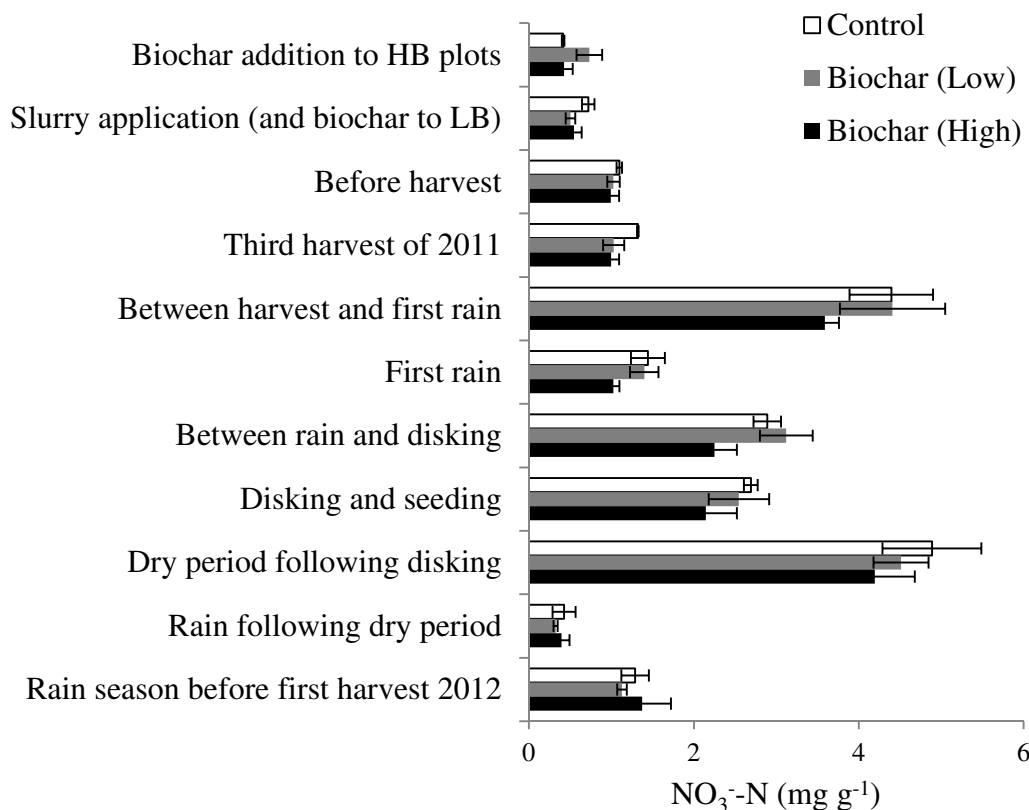 Control
Biochar (Low)
Biochar (High)
Biochar addition to HB plots
Slurry application (and biochar to LB)
Before harvest
Third harvest of 2011
Between harvest and first rain
First rain
Between rain and disking
Disking and seeding
Dry period following disking
Rain following dry period
Rain season before first harvest 2012
0 2 4 6
NO₃⁻-N (mg g⁻¹)